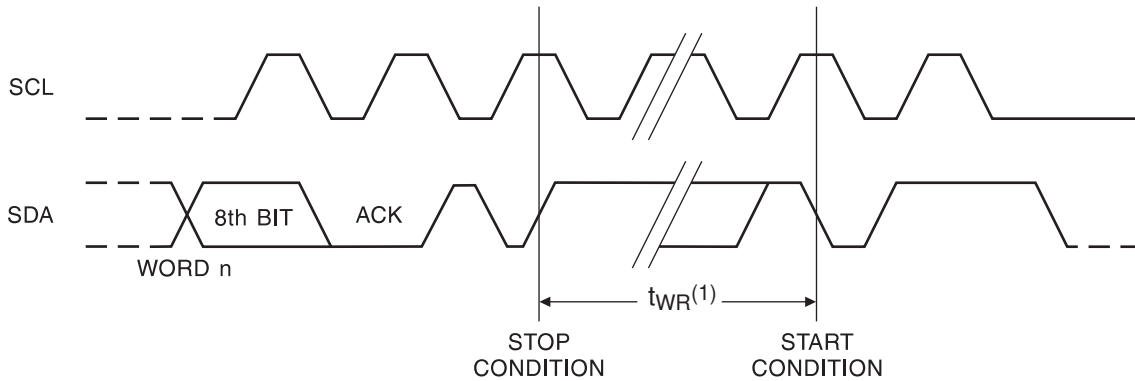 SCL
SDA
8th BIT
ACK
WORD n
tWR(1)
STOP
CONDITION
START
CONDITION